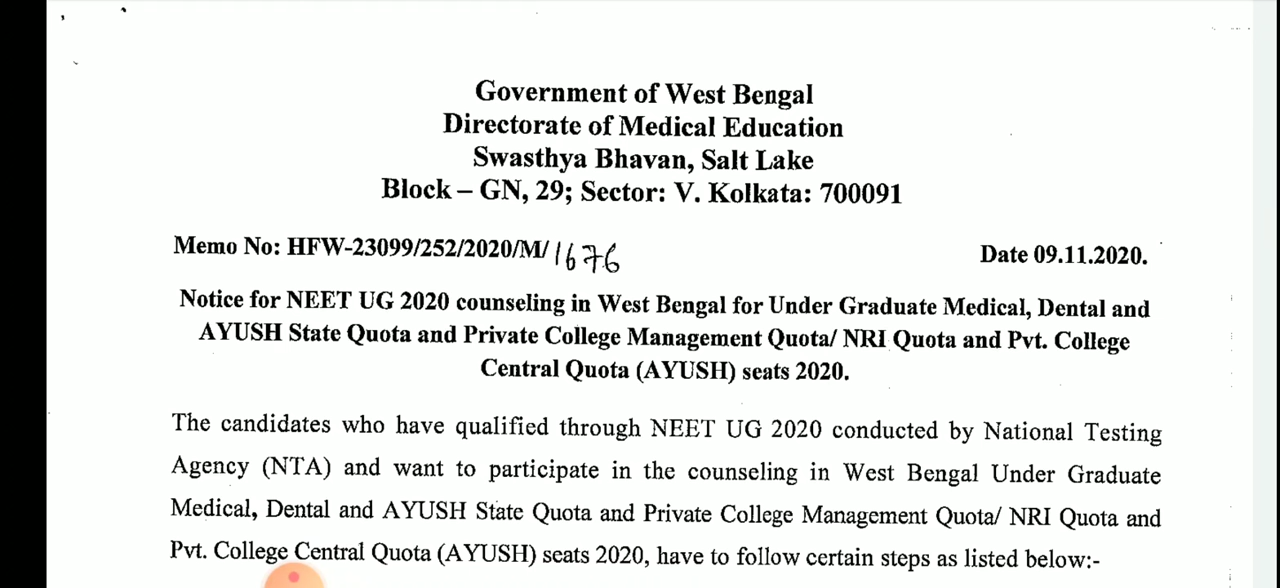 Government of West Bengal
Directorate of Medical Education
Swasthya Bhavan, Salt Lake
Block – GN, 29; Sector: V. Kolkata: 700091
Memo No: HFW-23099/252/2020/M/ 1676 Date 09.11.2020.
Notice for NEET UG 2020 counseling in West Bengal for Under Graduate Medical, Dental and
AYUSH State Quota and Private College Management Quota/ NRI Quota and Pvt. College
Central Quota (AYUSH) seats 2020.
The candidates who have qualified through NEET UG 2020 conducted by National Testing
Agency (NTA) and want to participate in the counseling in West Bengal Under Graduate
Medical, Dental and AYUSH State Quota and Private College Management Quota/ NRI Quota and
Pvt. College Central Quota (AYUSH) seats 2020, have to follow certain steps as listed below:-